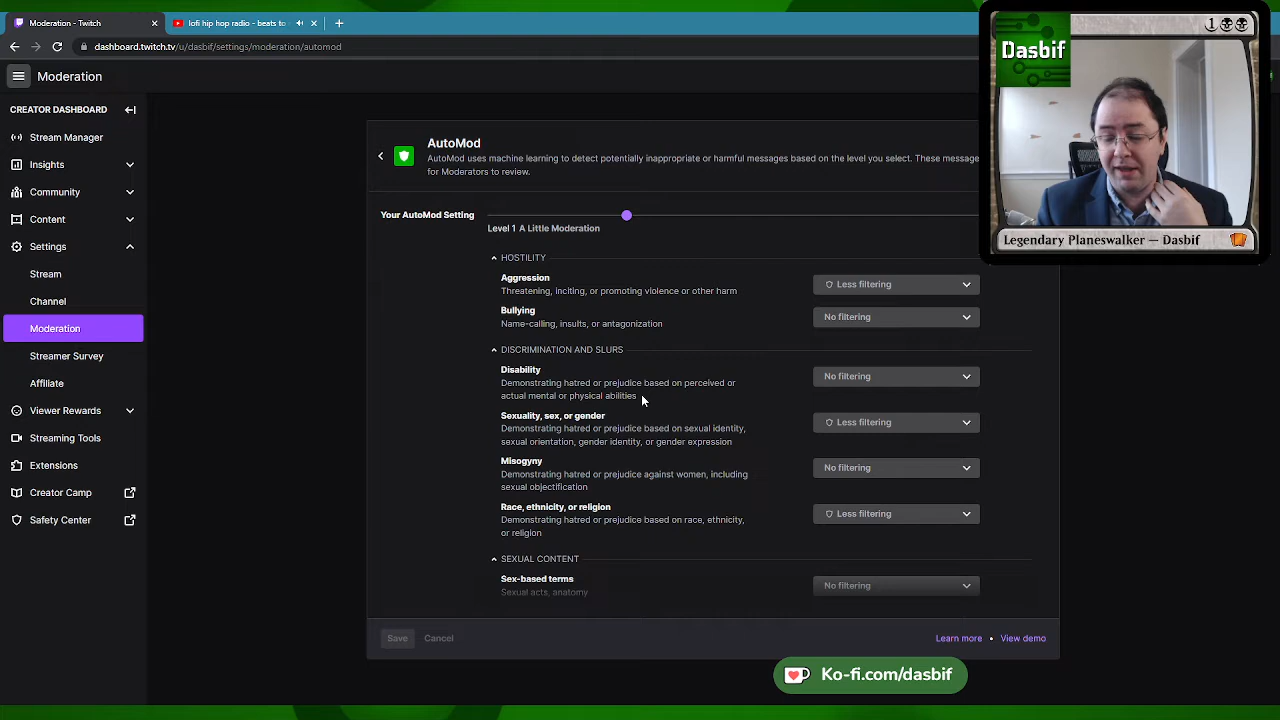 Moderation - Twitch
lofi hip hop radio - beats to
dashboard.twitch.tv/u/dasbif/settings/moderation/automod
Moderation
CREATOR DASHBOARD
Stream Manager
Insights
Community
Content
Settings
Stream
Channel
Moderation
Streamer Survey
Affiliate
Viewer Rewards
Streaming Tools
Extensions
Creator Camp
Safety Center
AutoMod
AutoMod uses machine learning to detect potentially inappropriate or harmful messages based on the level you select. These message
for Moderators to review.
Your AutoMod Setting
Level 1 A Little Moderation
HOSTILITY
Aggression
Threatening, inciting, or promoting violence or other harm
Less filtering
Bullying
Name-calling, insults, or antagonization
No filtering
DISCRIMINATION AND SLURS
Disability
Demonstrating hatred or prejudice based on perceived or
actual mental or physical abilities
No filtering
Sexuality, sex, or gender
Demonstrating hatred or prejudice based on sexual identity,
sexual orientation, gender identity, or gender expression
Less filtering
Misogyny
Demonstrating hatred or prejudice against women, including
sexual objectification
No filtering
Race, ethnicity, or religion
Demonstrating hatred or prejudice based on race, ethnicity,
or religion
Less filtering
SEXUAL CONTENT
Sex-based terms
Sexual acts, anatomy
No filtering
Save
Cancel
Learn more • View demo
Ko-fi.com/dasbif
1
Dasbif
Legendary Planeswalker — Dasbif